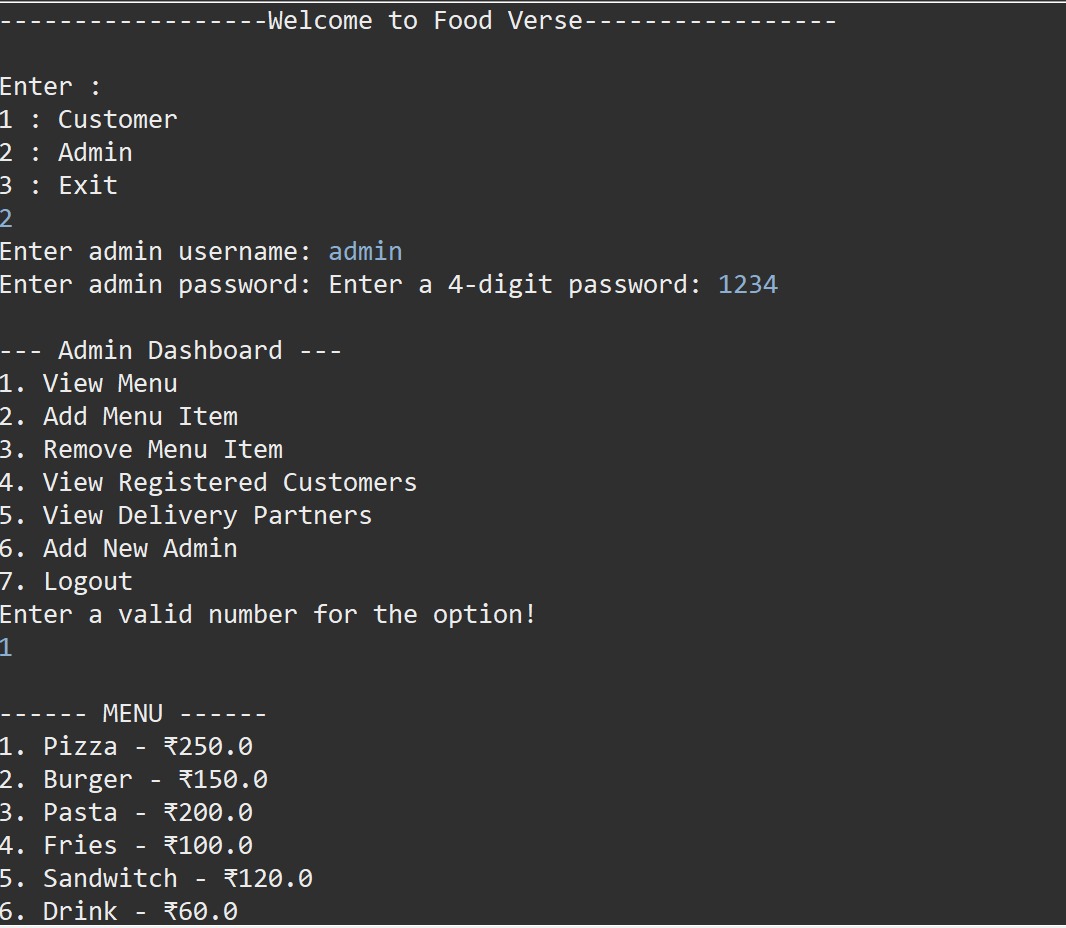 ------------------Welcome to Food Verse-----------------
Enter :
1 : Customer
2 : Admin
3 : Exit
2
Enter admin username: admin
Enter admin password: Enter a 4-digit password: 1234
--- Admin Dashboard ---
1. View Menu
2. Add Menu Item
3. Remove Menu Item
4. View Registered Customers
5. View Delivery Partners
6. Add New Admin
7. Logout
Enter a valid number for the option!
1
------ MENU ------
1. Pizza - ₹250.0
2. Burger - ₹150.0
3. Pasta - ₹200.0
4. Fries - ₹100.0
5. Sandwitch - ₹120.0
6. Drink - ₹60.0